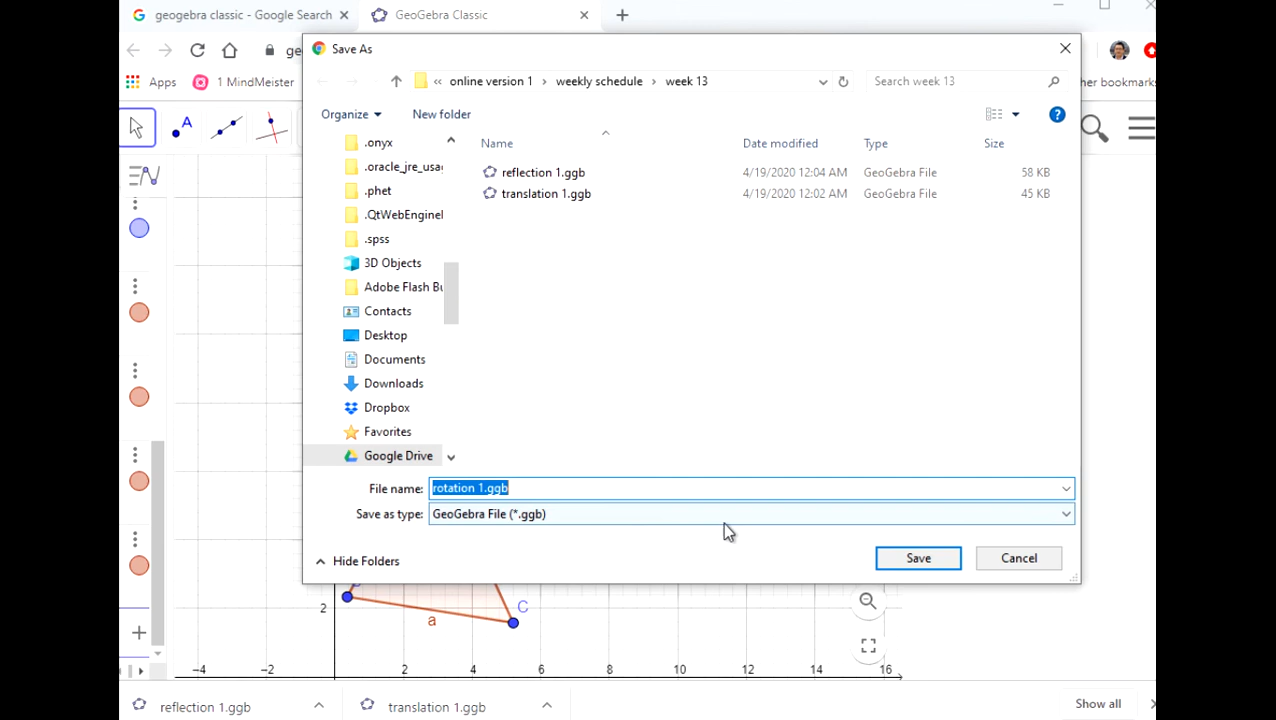 geogebra classic - Google Search
GeoGebra Classic
ge
Apps
1 MindMeister
her bookmarks
Save As
online version 1 > weekly schedule > week 13
Search week 13
Organize
New folder
Name
Date modified
Type
Size
reflection 1.ggb 4/19/2020 12:04 AM GeoGebra File 58 KB
translation 1.ggb 4/19/2020 12:02 AM GeoGebra File 45 KB
.onyx
.oracle_jre_usa
.phet
.QtWebEnginel
.spss
3D Objects
Adobe Flash Bu
Contacts
Desktop
Documents
Downloads
Dropbox
Favorites
Google Drive
File name: rotation 1.ggb
Save as type: GeoGebra File (*.ggb)
Hide Folders
Save
Cancel
A
C
a
2
−4 −2 2 4 6 8 10 12 14 16
reflection 1.ggb
translation 1.ggb
Show all